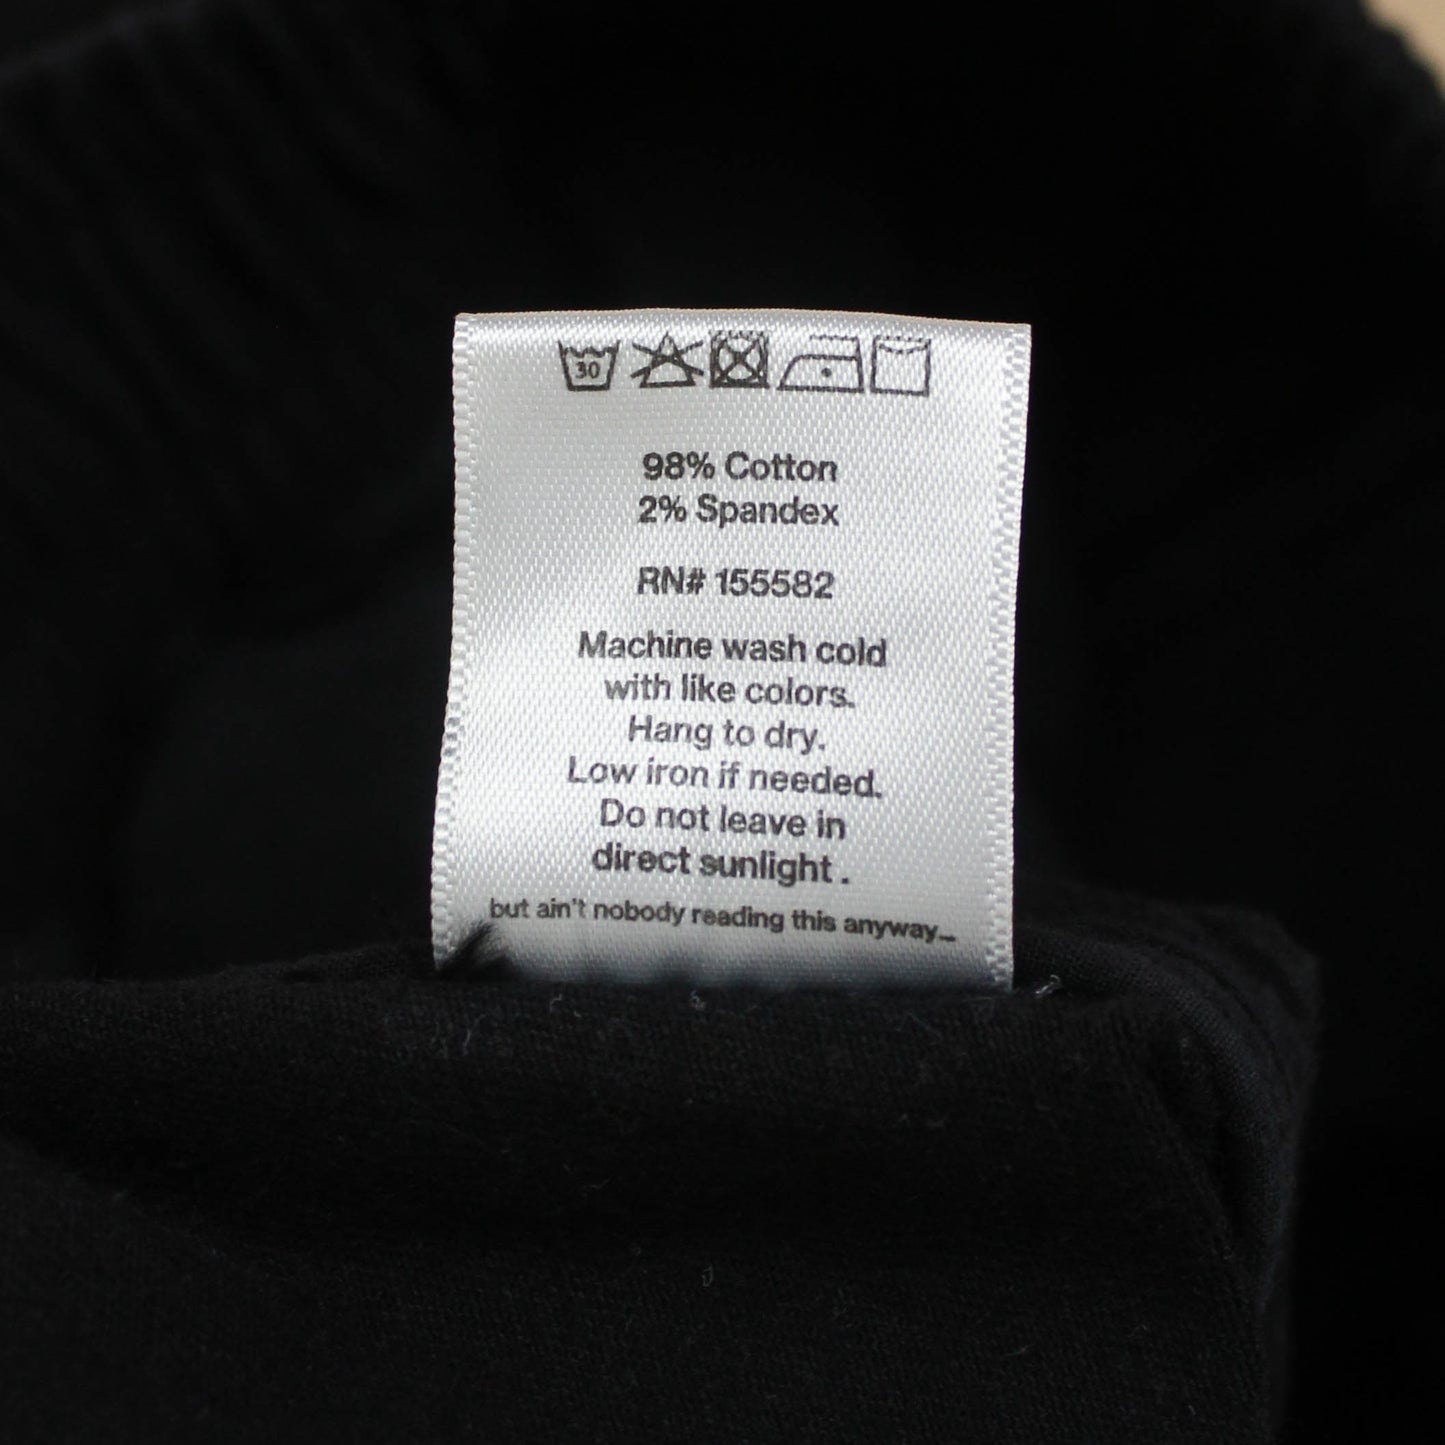 30
98% Cotton
2% Spandex
RN# 155582
Machine wash cold
with like colors.
Hang to dry.
Low iron if needed.
Do not leave in
direct sunlight .
but ain't nobody reading this anyway...